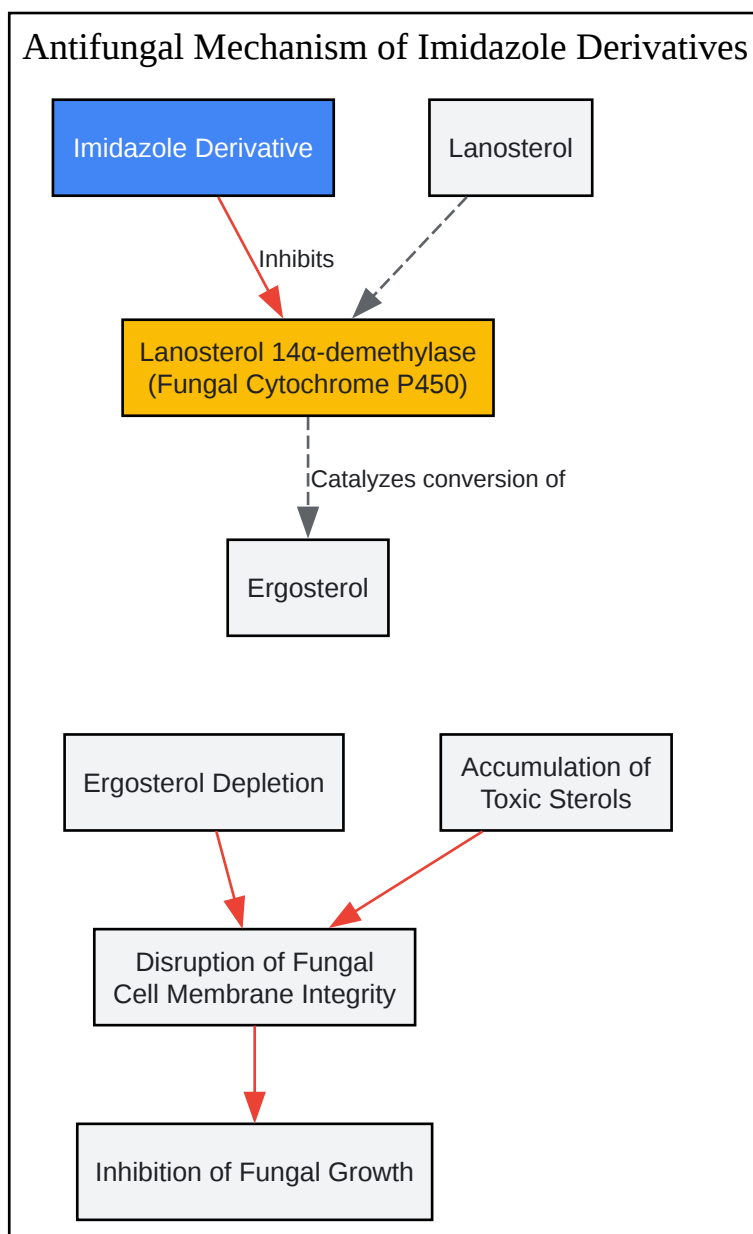 Antifungal Mechanism of Imidazole Derivatives
Imidazole Derivative
Lanosterol
Inhibits
Lanosterol 14α-demethylase
(Fungal Cytochrome P450)
Catalyzes conversion of
Ergosterol
Ergosterol Depletion
Accumulation of
Toxic Sterols
Disruption of Fungal
Cell Membrane Integrity
Inhibition of Fungal Growth